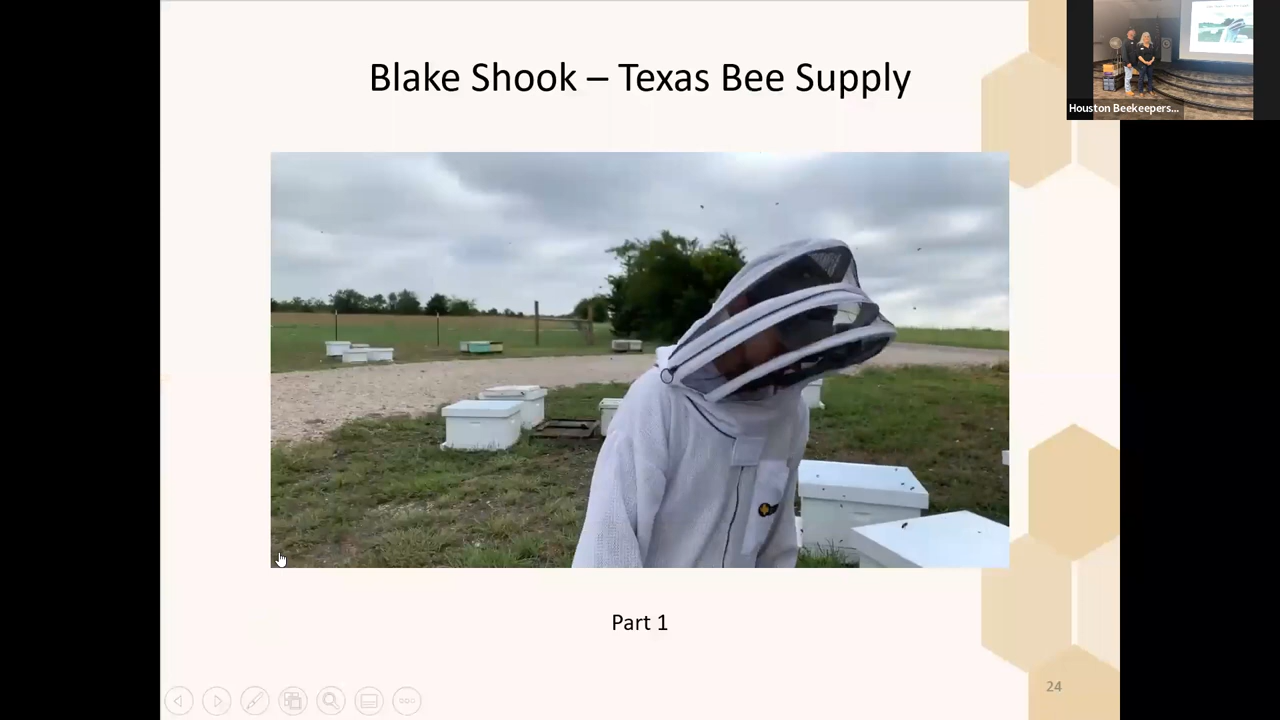 Blake Shook – Texas Bee Supply
Houston Beekeepers...
Part 1
24